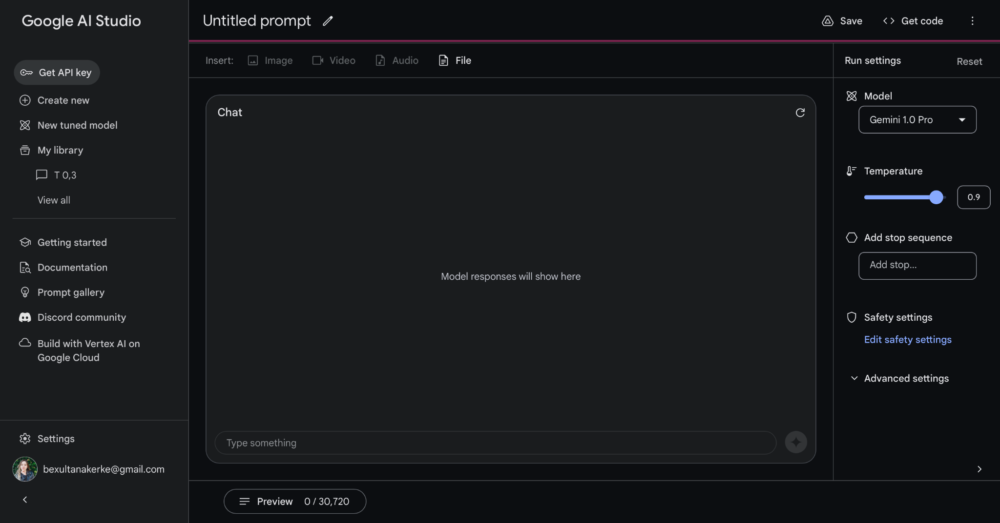 Google AI Studio
Get API key
Create new
New tuned model
My library
T 0,3
View all
Getting started
Documentation
Prompt gallery
Discord community
Build with Vertex AI on
Google Cloud
Settings
bexultanakerke@gmail.com
Untitled prompt
Save
Get code
Insert:
Image
Video
Audio
File
Chat
Model responses will show here
Type something
Preview 0 / 30,720
Run settings
Reset
Model
Gemini 1.0 Pro
Temperature
0.9
Add stop sequence
Add stop...
Safety settings
Edit safety settings
Advanced settings